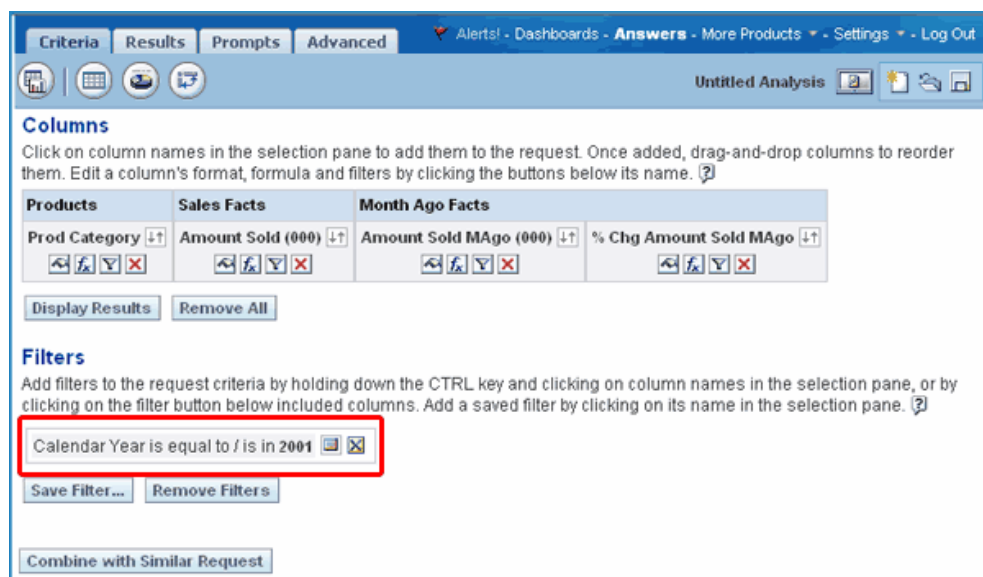 Criteria Results Prompts Advanced Alerts! - Dashboards - Answers - More Products - Settings - Log Out
Untitled Analysis
Columns
Click on column names in the selection pane to add them to the request. Once added, drag-and-drop columns to reorder
them. Edit a column's format, formula and filters by clicking the buttons below its name.
Products Sales Facts Month Ago Facts
Prod Category Amount Sold (000) Amount Sold MAgo (000) % Chg Amount Sold MAgo
Display Results Remove All
Filters
Add filters to the request criteria by holding down the CTRL key and clicking on column names in the selection pane, or by
clicking on the filter button below included columns. Add a saved filter by clicking on its name in the selection pane.
Calendar Year is equal to / is in 2001
Save Filter... Remove Filters
Combine with Similar Request